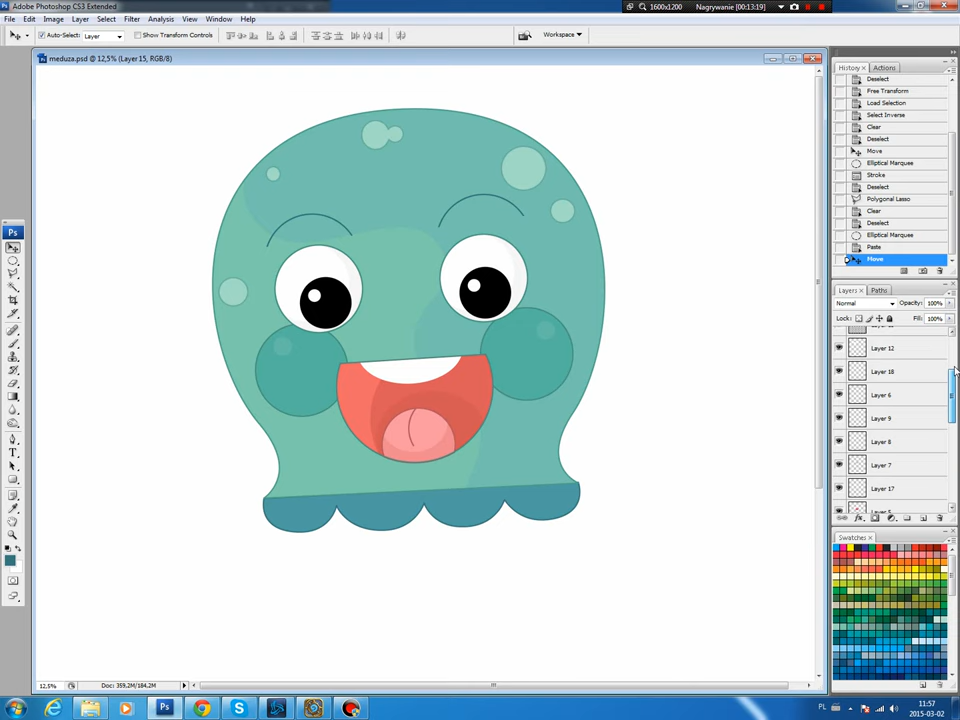 Adobe Photoshop CS3 Extended
1600x1200 Nagrywanie [00:13:19]
File Edit Image Layer Select Filter Analysis View Window Help
Auto-Select: Layer Show Transform Controls Workspace
meduza.psd @ 12,5% (Layer 15, RGB/8)
History Actions
Deselect
Free Transform
Load Selection
Select Inverse
Clear
Deselect
Move
Elliptical Marquee
Stroke
Deselect
Polygonal Lasso
Clear
Deselect
Elliptical Marquee
Paste
Move
Layers Paths
Normal Opacity: 100%
Lock: Fill: 100%
Layer 12
Layer 18
Layer 6
Layer 9
Layer 8
Layer 7
Layer 17
Layer 5
Swatches
Ps
T
12,5% Doc: 359,2M/184,2M
PL 11:57
2015-03-02